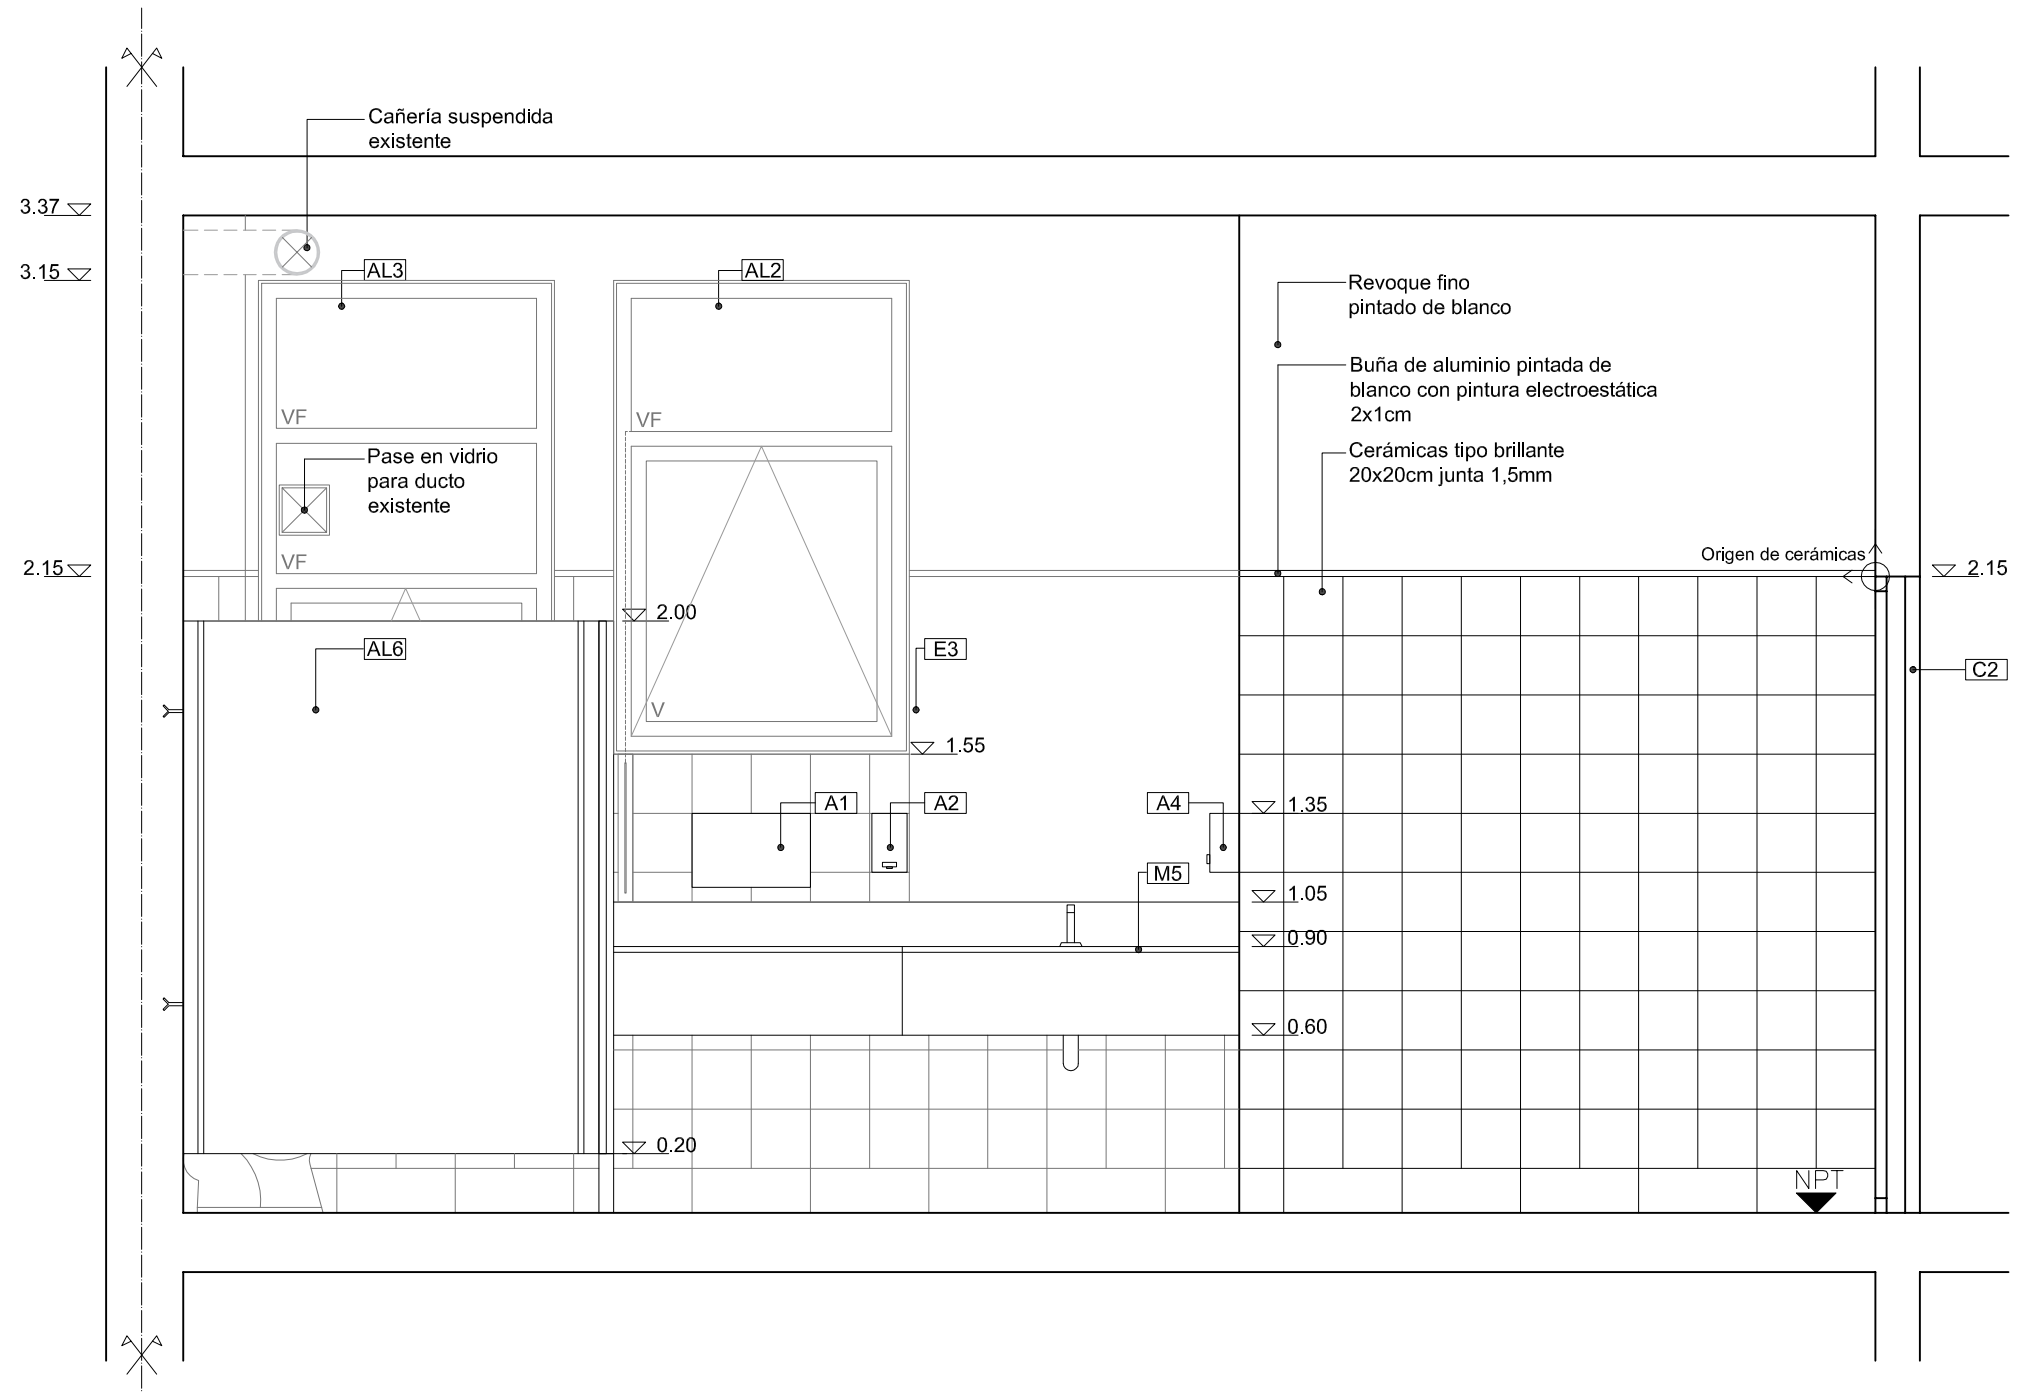 Cañería suspendida
existente
3.37
3.15
AL3
AL2
Revoque fino
pintado de blanco
Buña de aluminio pintada de
blanco con pintura electroestática
2x1cm
VF
VF
Pase en vidrio
para ducto
existente
Cerámicas tipo brillante
20x20cm junta 1,5mm
VF
Origen de cerámicas
2.15
2.15
2.00
AL6
E3
C2
V
1.55
A1
A2
A4
1.35
M5
1.05
0.90
0.60
0.20
NPT